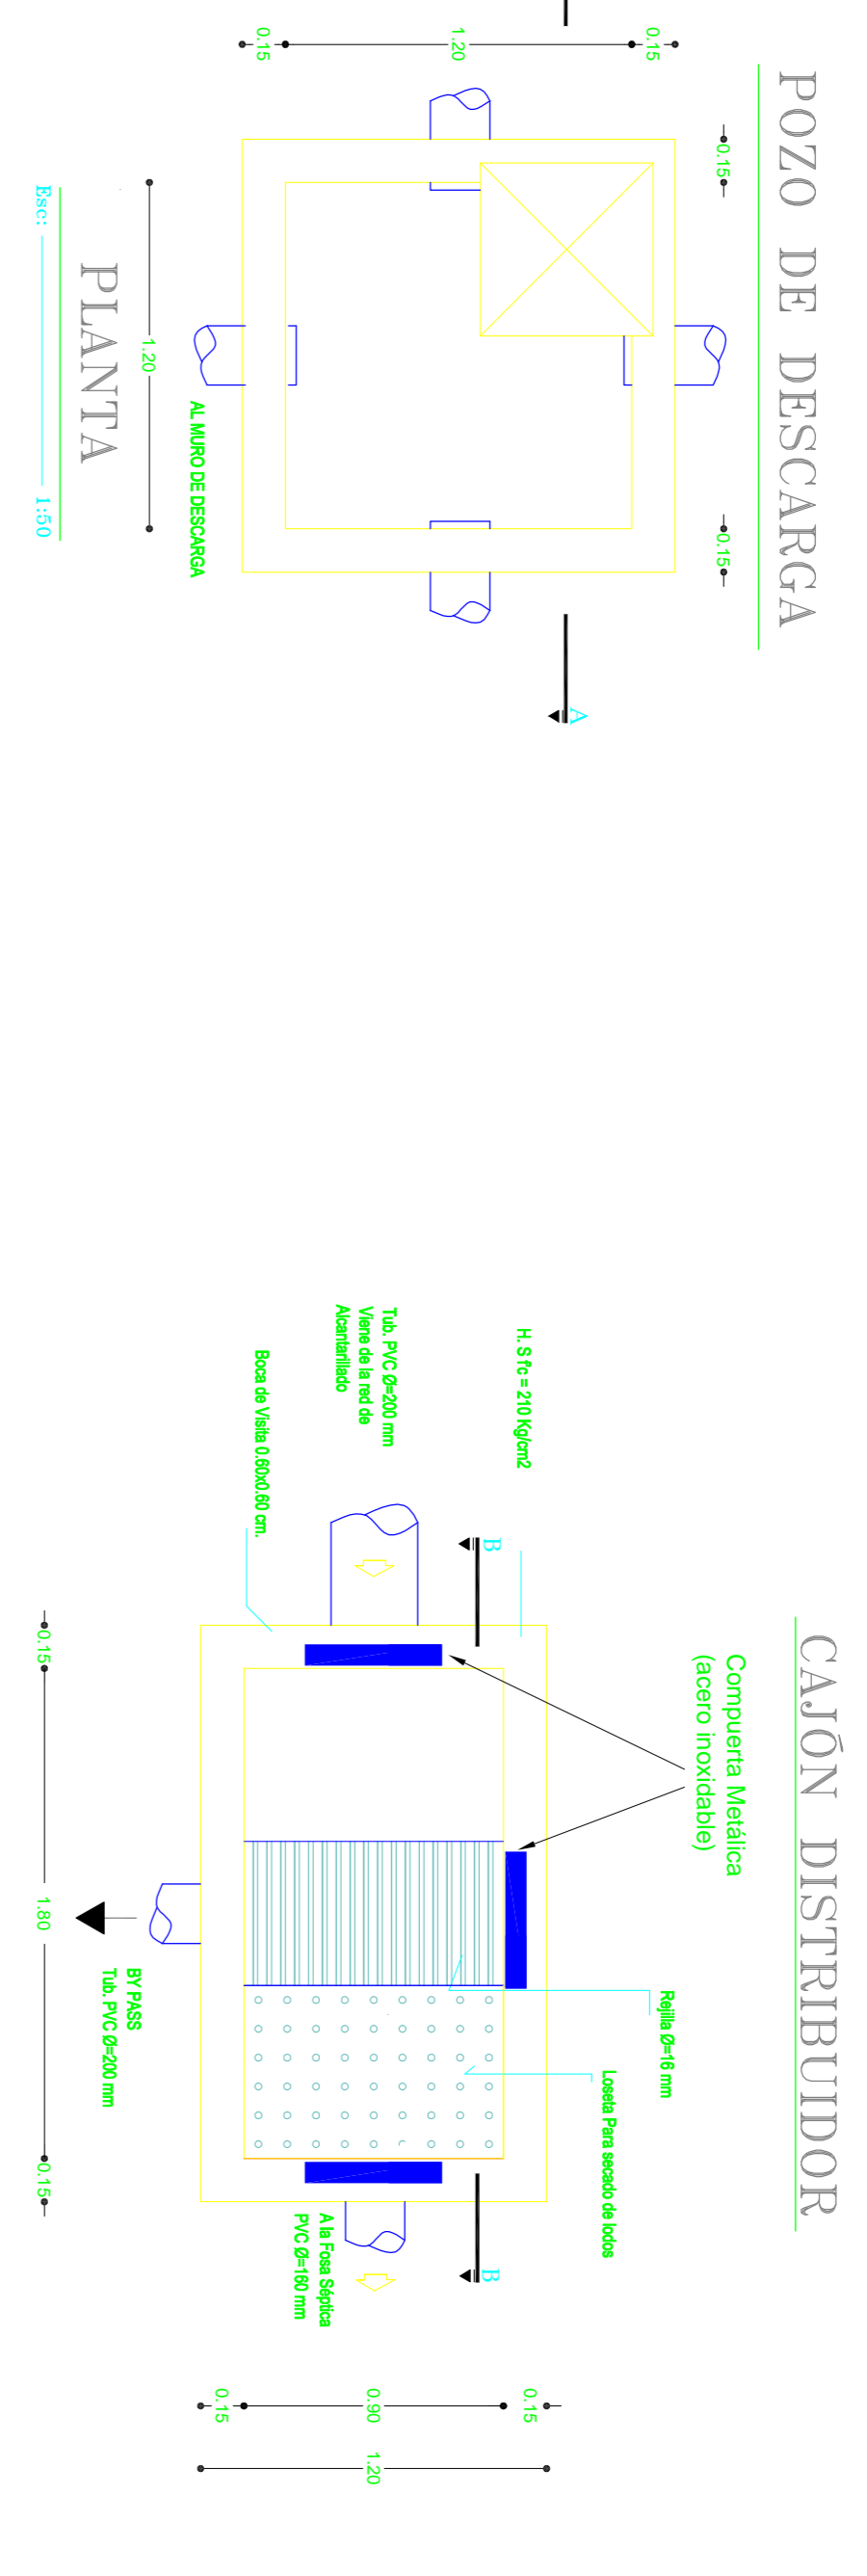 POZO DE DESCARGA
0.15
1.20
0.15
0.15
1.20
0.15
AL MURO DE DESCARGA
A
PLANTA
Esc: 1:50
CAJÓN DISTRIBUIDOR
Compuerta Metálica
(acero inoxidable)
Rejilla Ø=16 mm
Loseta Para secado de lodos
H. S f'c = 210 Kg/cm2
B
B
Tub. PVC Ø=200 mm
Viene de la red de
Alcantarillado
Boca de Visita 0.60x0.60 cm.
A la Fosa Séptica
PVC Ø=160 mm
BY PASS
Tub. PVC Ø=200 mm
0.15
1.80
0.15
0.15
0.90
0.15
1.20